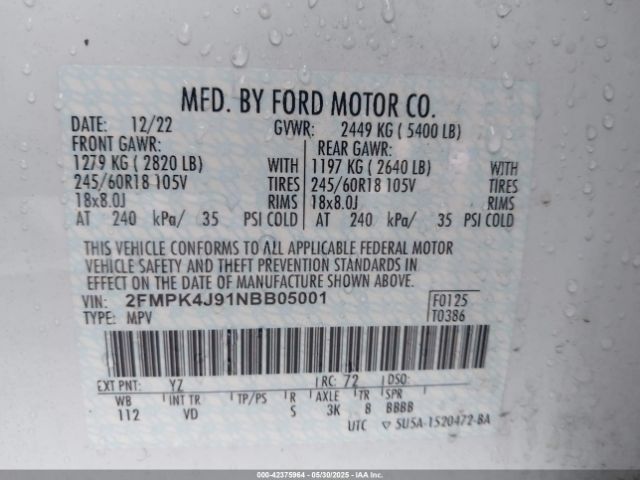 MFD. BY FORD MOTOR CO.
DATE: 12/22 GVWR: 2449 KG ( 5400 LB)
FRONT GAWR: REAR GAWR:
1279 KG ( 2820 LB) WITH 1197 KG ( 2640 LB) WITH
245/60R18 105V TIRES 245/60R18 105V TIRES
18x8.0J RIMS 18x8.0J RIMS
AT 240 kPa/ 35 PSI COLD AT 240 kPa/ 35 PSI COLD
THIS VEHICLE CONFORMS TO ALL APPLICABLE FEDERAL MOTOR
VEHICLE SAFETY AND THEFT PREVENTION STANDARDS IN
EFFECT ON THE DATE OF MANUFACTURE SHOWN ABOVE.
VIN: 2FMPK4J91NBB05001 F0125
TYPE: MPV T0386
EXT PNT: YZ RC: 72 DSO:
WB INT TR TP/PS R AXLE TR SPR
112 VD S 3K 8 BBBB
UTC ▽ SU5A-1520472-BA
000-42375964 - 05/30/2025 - IAA Inc.